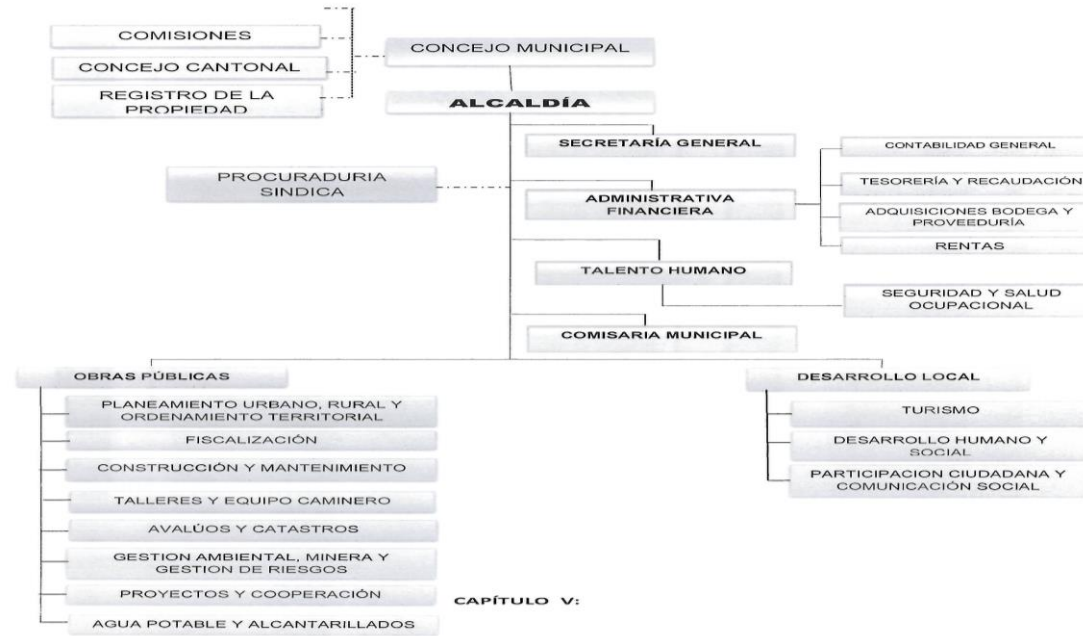 COMISIONES
CONCEJO CANTONAL
REGISTRO DE LA
PROPIEDAD
CONCEJO MUNICIPAL
ALCALDÍA
SECRETARÍA GENERAL
PROCURADURIA
SINDICA
ADMINISTRATIVA
FINANCIERA
CONTABILIDAD GENERAL
TESORERÍA Y RECAUDACIÓN
ADQUISICIONES BODEGA Y
PROVEEDURÍA
RENTAS
TALENTO HUMANO
SEGURIDAD Y SALUD
OCUPACIONAL
COMISARIA MUNICIPAL
OBRAS PÚBLICAS
PLANEAMIENTO URBANO, RURAL Y
ORDENAMIENTO TERRITORIAL
FISCALIZACIÓN
CONSTRUCCIÓN Y MANTENIMIENTO
TALLERES Y EQUIPO CAMINERO
AVALÚOS Y CATASTROS
GESTION AMBIENTAL, MINERA Y
GESTION DE RIESGOS
PROYECTOS Y COOPERACIÓN
AGUA POTABLE Y ALCANTARILLADOS
DESARROLLO LOCAL
TURISMO
DESARROLLO HUMANO Y
SOCIAL
PARTICIPACION CIUDADANA Y
COMUNICACIÓN SOCIAL
CAPÍTULO V: